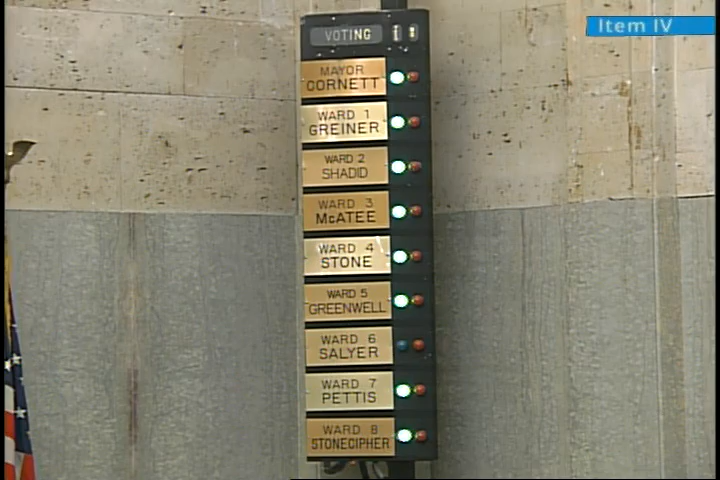 Item IV
VOTING
MAYOR
CORNETT
WARD 1
GREINER
WARD 2
SHADID
WARD 3
McATEE
WARD 4
STONE
WARD 5
GREENWELL
WARD 6
SALYER
WARD 7
PETTIS
WARD 8
STONECIPHER